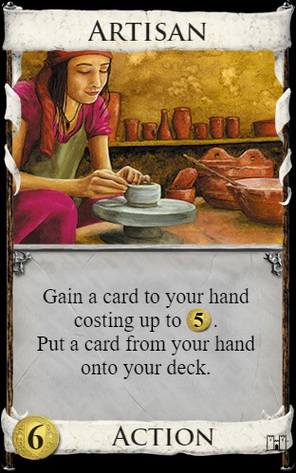 ARTISAN
Gain a card to your hand
costing up to 5.
Put a card from your hand
onto your deck.
6 ACTION